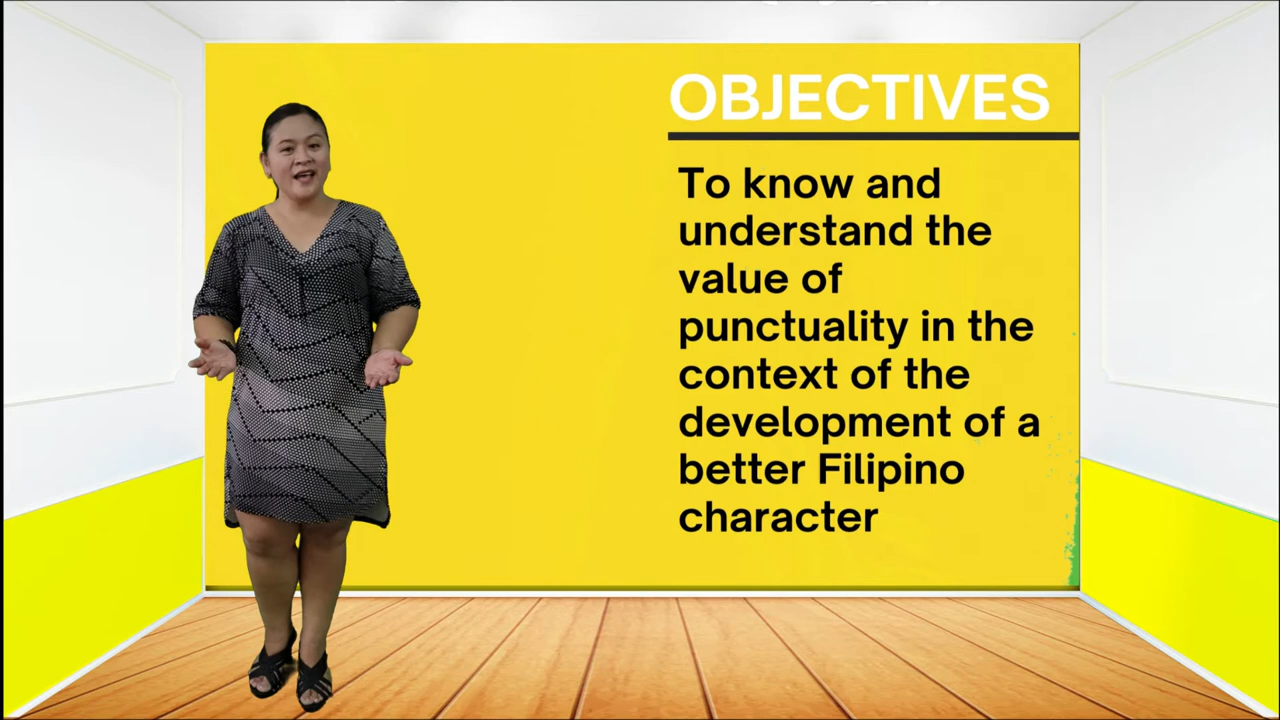 OBJECTIVES
To know and
understand the
value of
punctuality in the
context of the
development of a
better Filipino
character